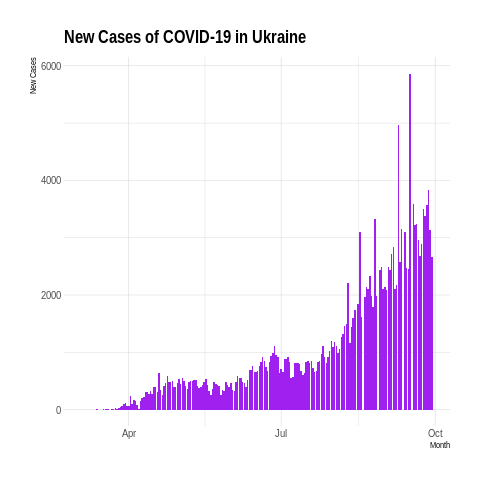 New Cases of COVID-19 in Ukraine
New Cases
6000
4000
2000
0
Apr
Jul
Oct
Month